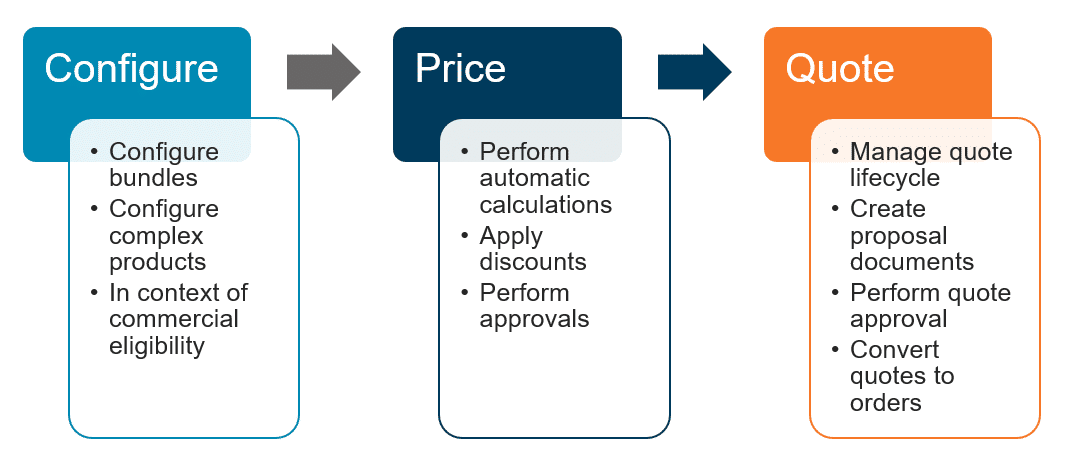 Configure
• Configure
bundles
• Configure
complex
products
• In context of
commercial
eligibility
Price
• Perform
automatic
calculations
• Apply
discounts
• Perform
approvals
Quote
• Manage quote
lifecycle
• Create
proposal
documents
• Perform quote
approval
• Convert
quotes to
orders